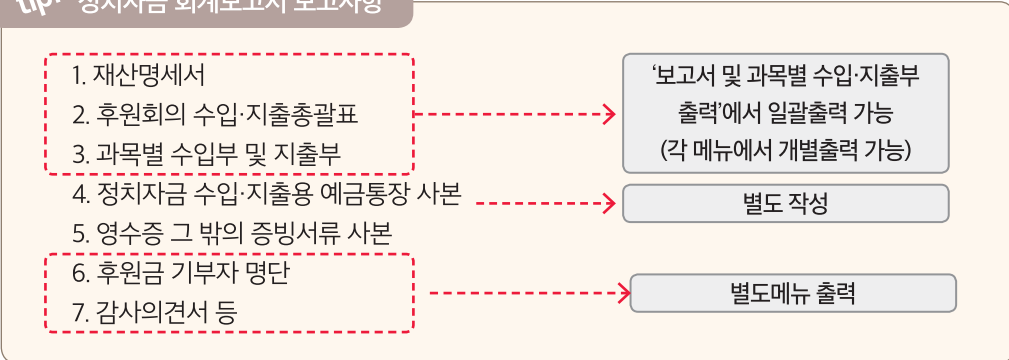 tip. 정치자금 회계보고서 보고사항
1. 재산명세서
2. 후원회의 수입·지출총괄표
3. 과목별 수입부 및 지출부
4. 정치자금 수입·지출용 예금통장 사본
5. 영수증 그 밖의 증빙서류 사본
6. 후원금 기부자 명단
7. 감사의견서 등
‘보고서 및 과목별 수입·지출부
출력’에서 일괄출력 가능
(각 메뉴에서 개별출력 가능)
별도 작성
별도메뉴 출력